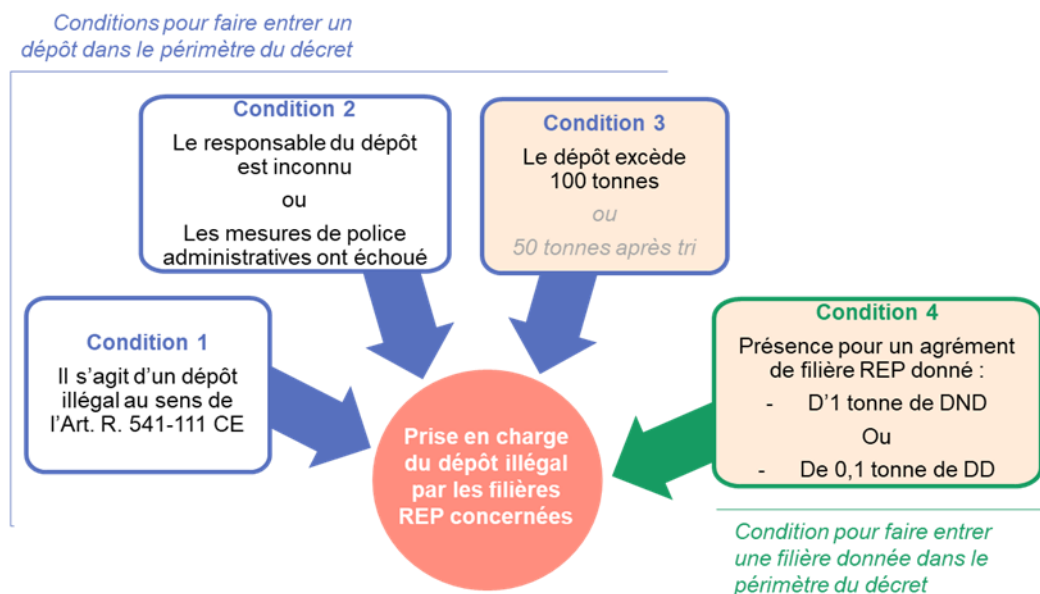 Conditions pour faire entrer un
dépôt dans le périmètre du décret
Condition 2
Le responsable du dépôt
est inconnu
ou
Les mesures de police
administratives ont échoué
Condition 3
Le dépôt excède
100 tonnes
ou
50 tonnes après tri
Condition 1
Il s'agit d'un dépôt
illégal au sens de
l'Art. R. 541-111 CE
Condition 4
Présence pour un agrément
de filière REP donné :
- D'1 tonne de DND
Ou
- De 0,1 tonne de DD
Prise en charge
du dépôt illégal
par les filières
REP concernées
Condition pour faire entrer
une filière donnée dans le
périmètre du décret